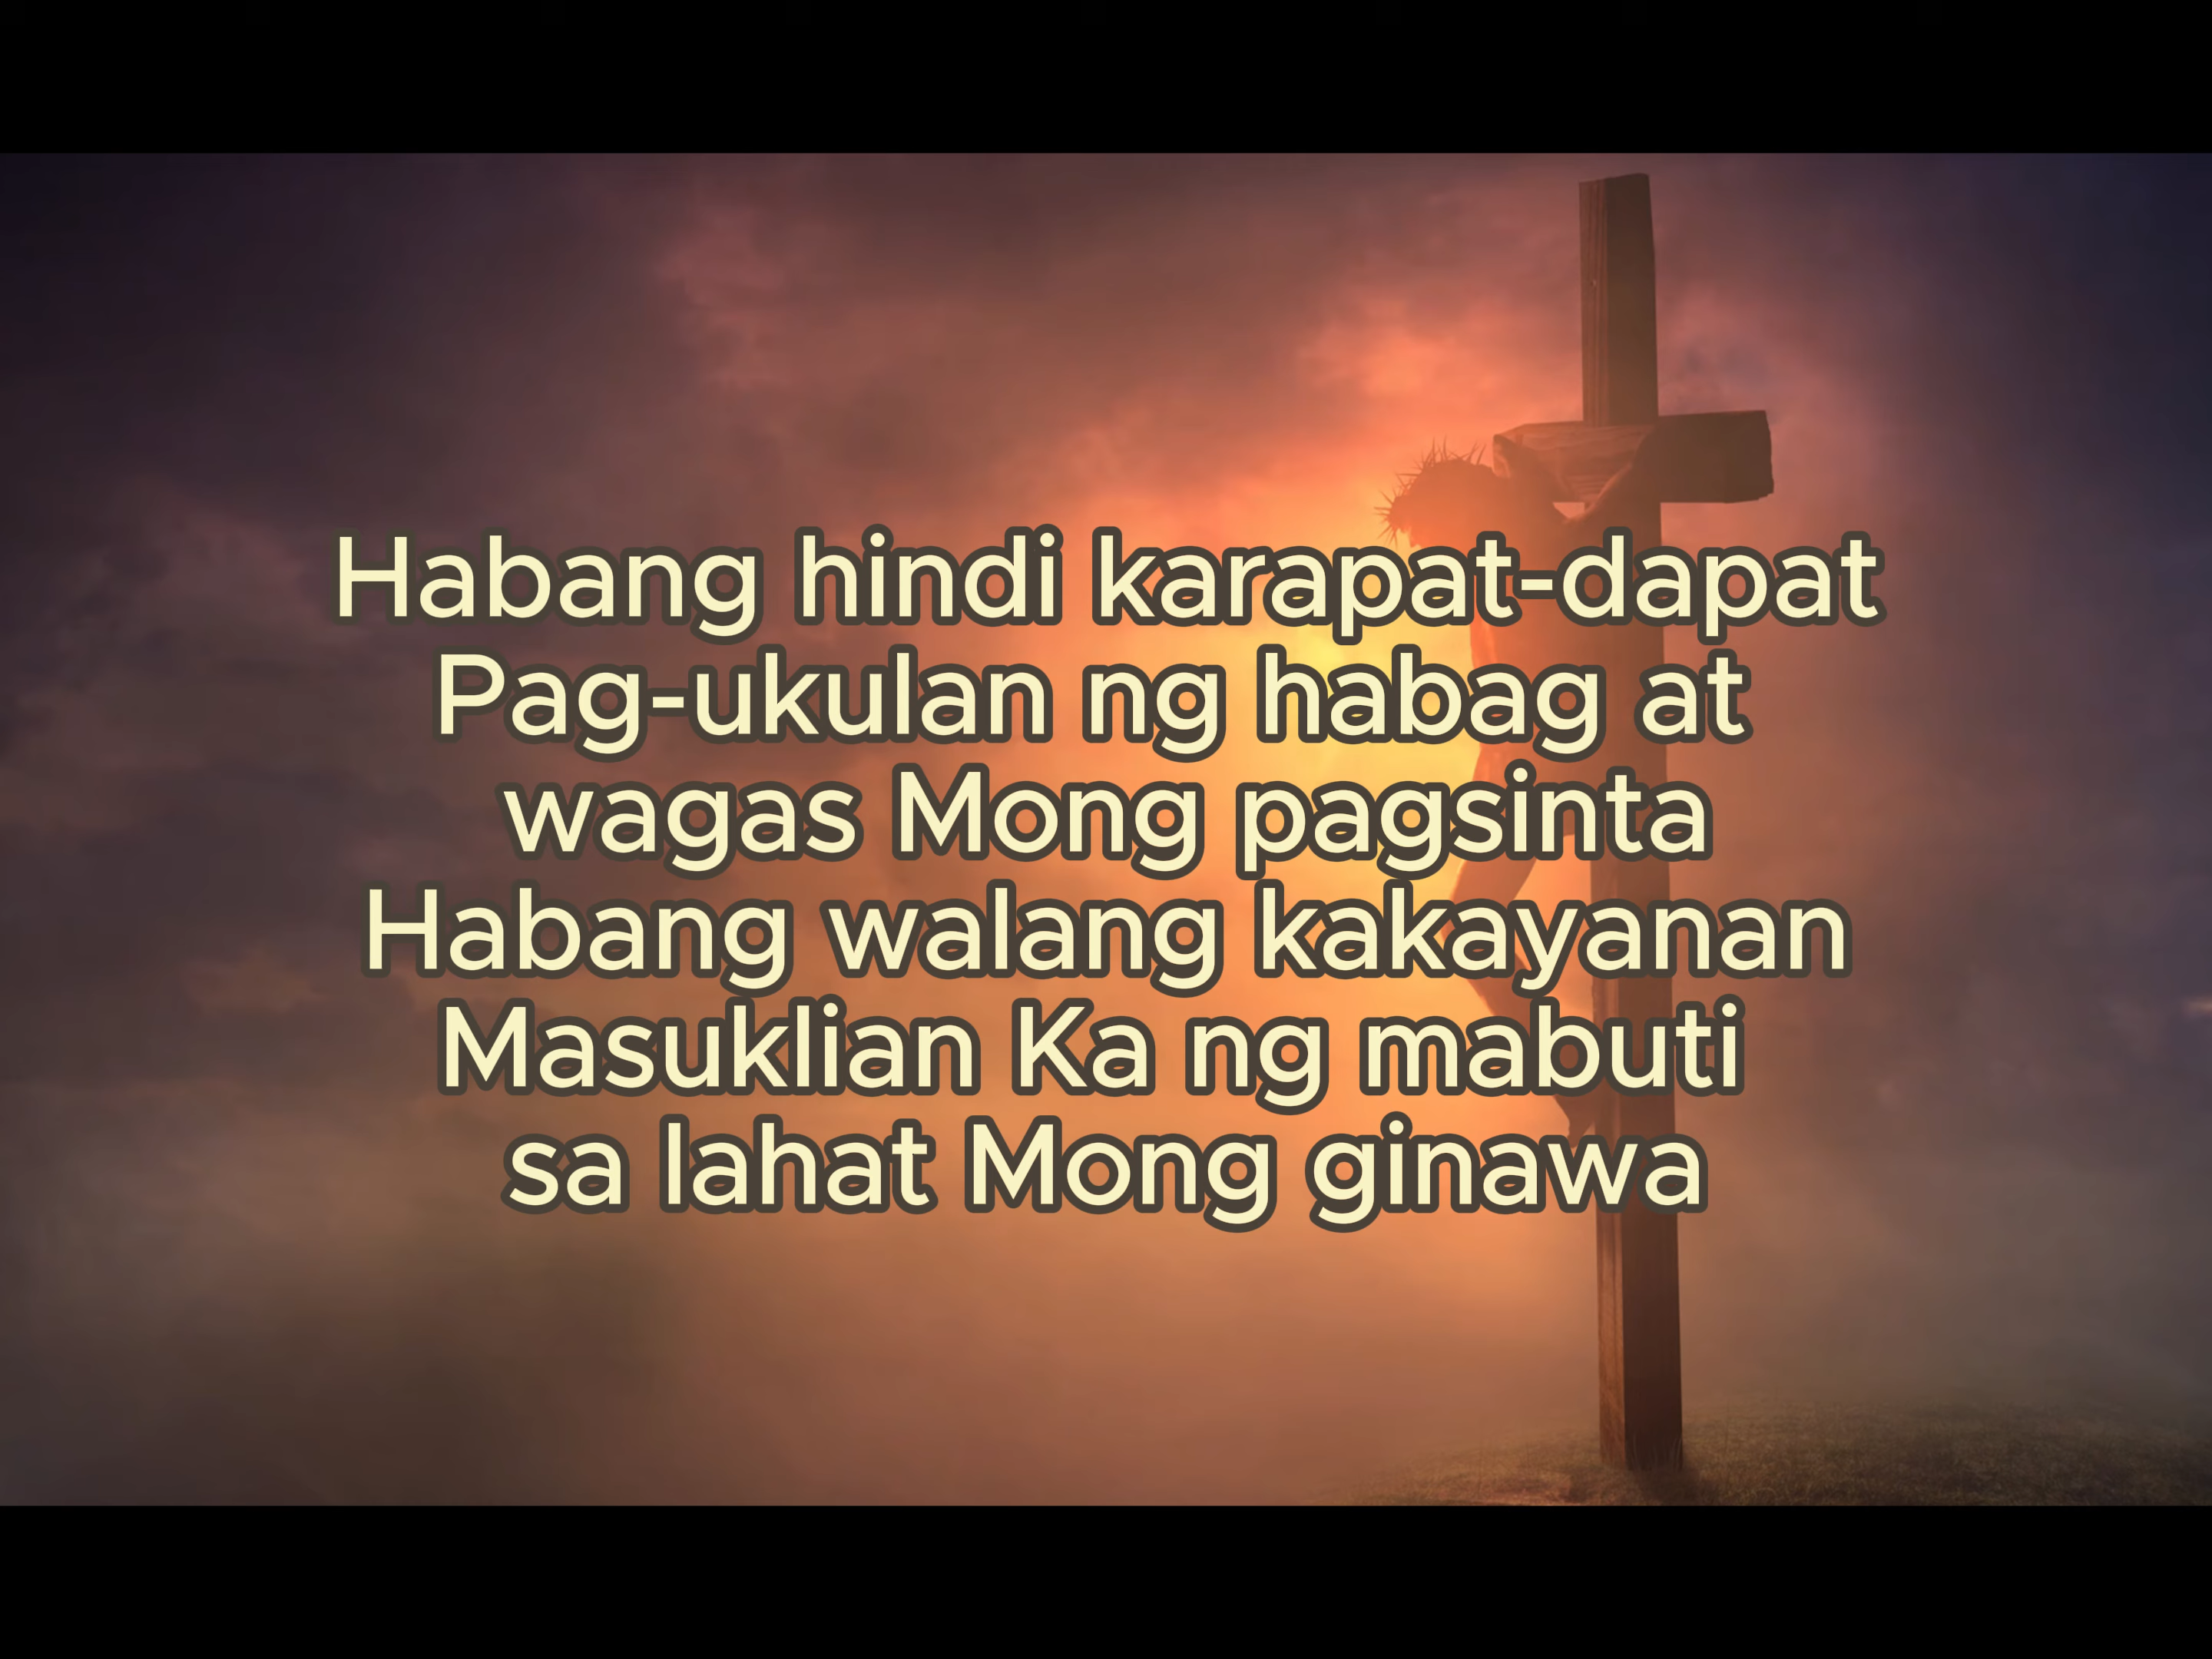 Habang hindi karapat-dapat
Pag-ukulan ng habag at
wagas Mong pagsinta
Habang walang kakayanan
Masuklian Ka ng mabuti
sa lahat Mong ginawa